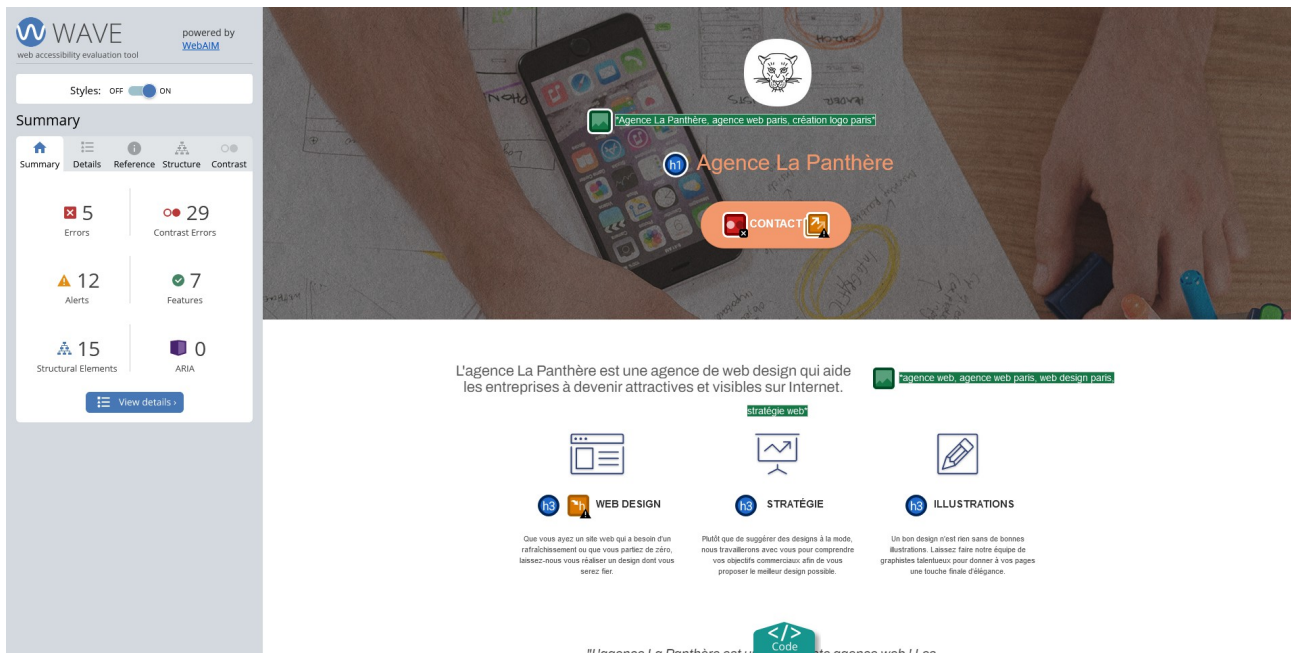 WAVE
powered by
WebAIM
web accessibility evaluation tool
Styles: OFF ON
Summary
Summary Details Reference Structure Contrast
5
Errors
29
Contrast Errors
12
Alerts
7
Features
15
Structural Elements
0
ARIA
View details ›
"Agence La Panthère, agence web paris, création logo paris"
h1 Agence La Panthère
CONTACT
L'agence La Panthère est une agence de web design qui aide
les entreprises à devenir attractives et visibles sur Internet.
"agence web, agence web paris, web design paris,
stratégie web"
h3 h WEB DESIGN
Que vous ayez un site web qui a besoin d'un
rafraîchissement ou que vous partiez de zéro,
laissez-nous vous réaliser un design dont vous
serez fier.
h3 STRATÉGIE
Plutôt que de suggérer des designs à la mode,
nous travaillerons avec vous pour comprendre
vos objectifs commerciaux afin de vous
proposer le meilleur design possible.
h3 ILLUSTRATIONS
Un bon design n'est rien sans de bonnes
illustrations. Laissez faire notre équipe de
graphistes talentueux pour donner à vos pages
une touche finale d'élégance.
</>
Code
"L'agence La Panthère est agence web ! Les